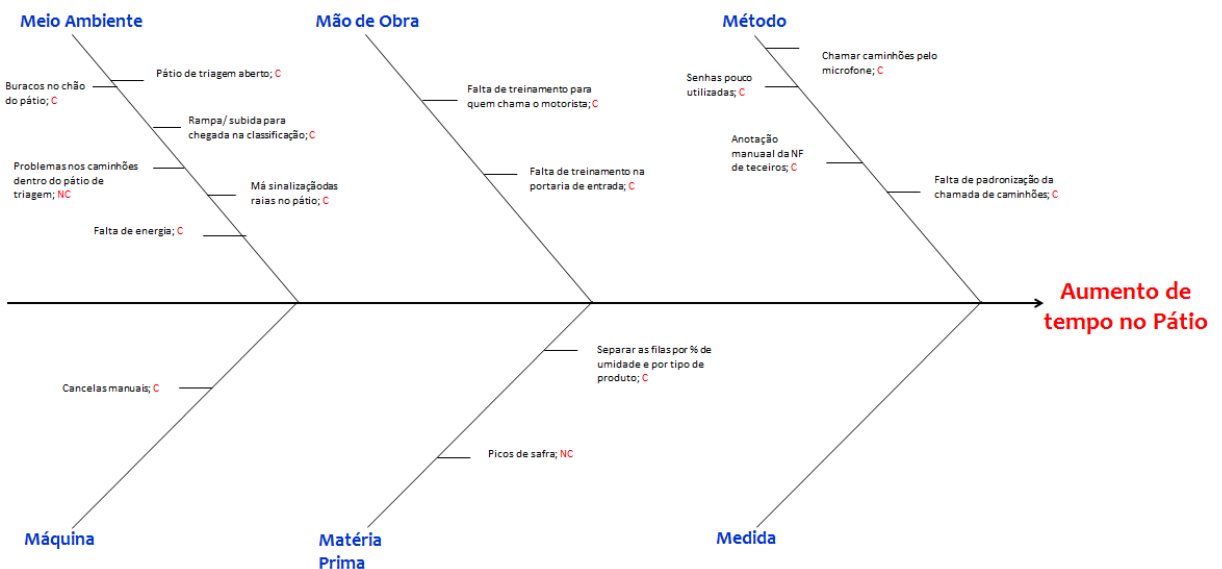 Meio Ambiente
Mão de Obra
Método
Pátio de triagem aberto; C
Buracos no chão
do pátio; C
Rampa/ subida para
chegada na classificação; C
Problemas nos caminhões
dentro do pátio de
triagem; NC
Má sinalizaçãodas
raias no pátio; C
Falta de energia; C
Falta de treinamento para
quem chama o motorista; C
Falta de treinamento na
portaria de entrada; C
Chamar caminhões pelo
microfone; C
Senhas pouco
utilizadas; C
Anotação
manuaal da NF
de teceiros; C
Falta de padronização da
chamada de caminhões; C
Aumento de
tempo no Pátio
Cancelas manuais; C
Separar as filas por % de
umidade e por tipo de
produto; C
Picos de safra; NC
Máquina
Matéria
Prima
Medida